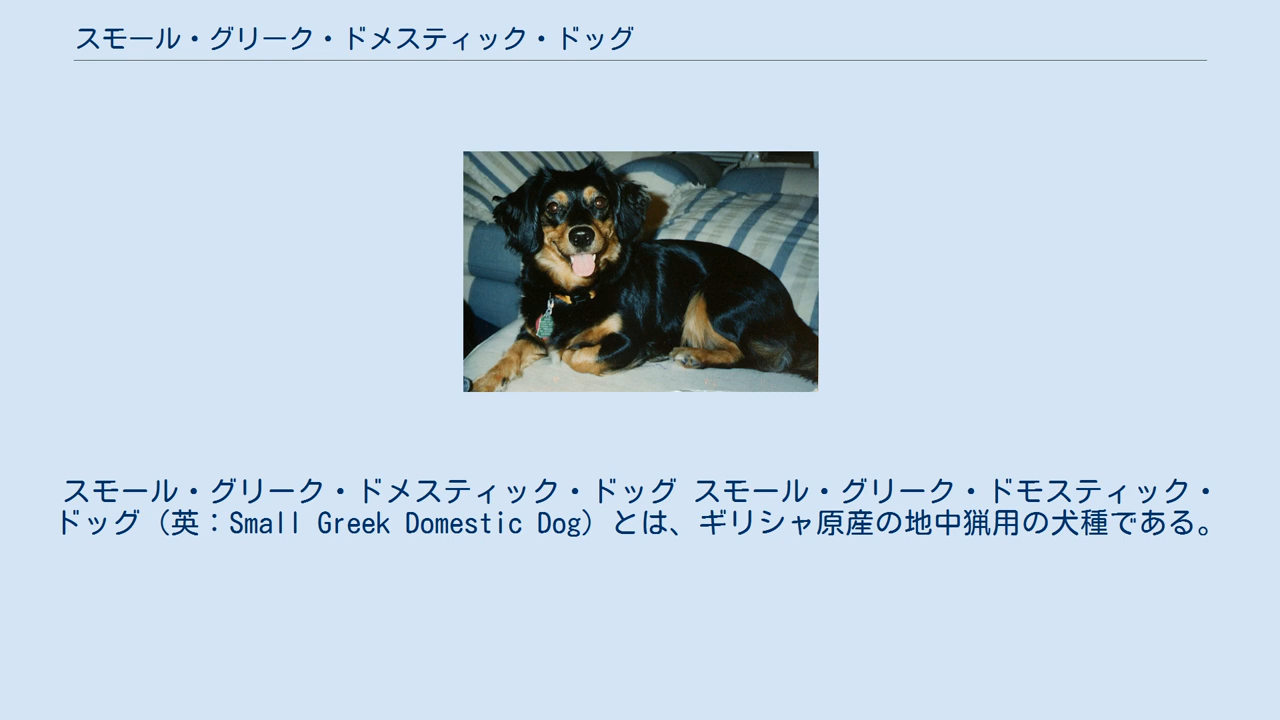 スモール・グリーク・ドメスティック・ドッグ
スモール・グリーク・ドメスティック・ドッグ スモール・グリーク・ドモスティック・
ドッグ（英：Small Greek Domestic Dog）とは、ギリシャ原産の地中猟用の犬種である。